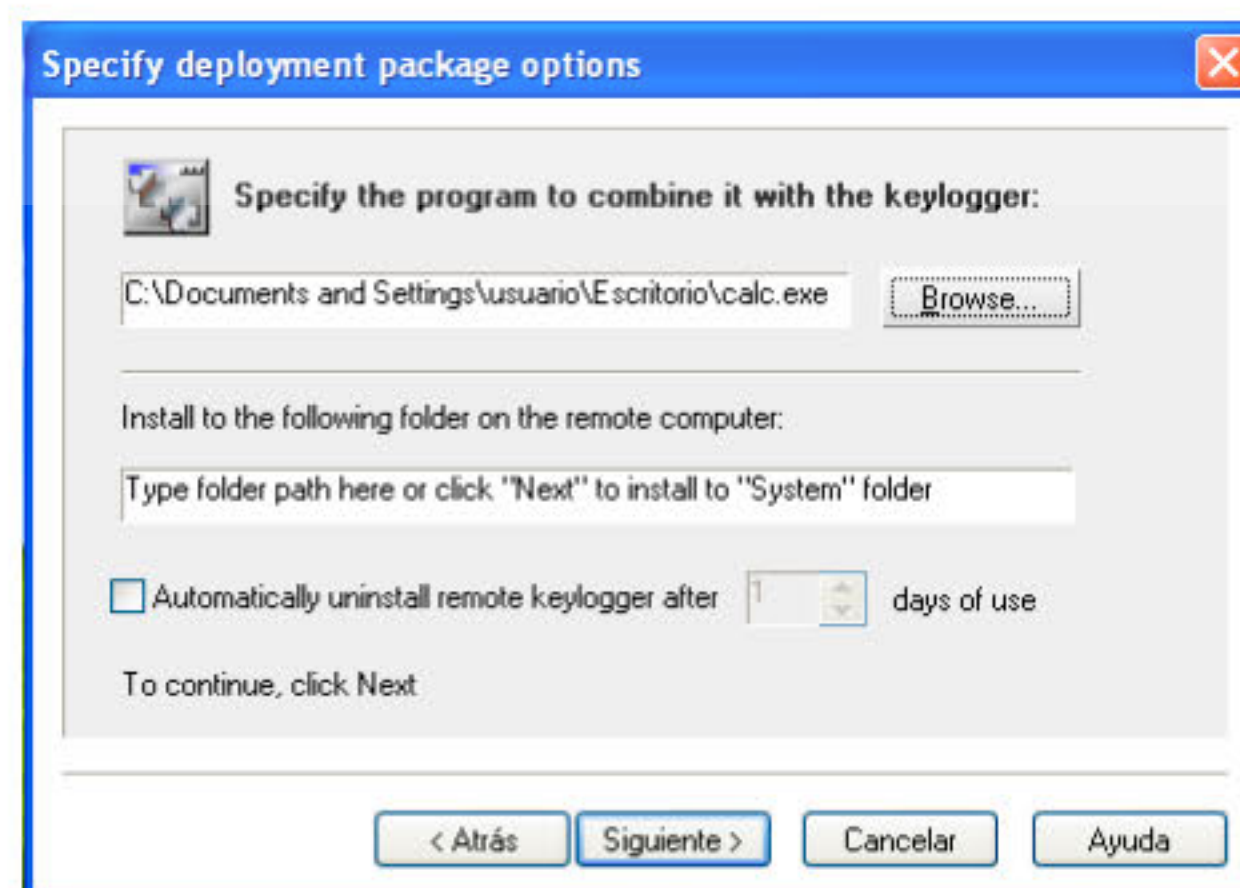 Specify deployment package options
Specify the program to combine it with the keylogger:
C:\Documents and Settings\usuario\Escritorio\calc.exe
Browse...
Install to the following folder on the remote computer:
Type folder path here or click "Next" to install to "System" folder
Automatically uninstall remote keylogger after 1 days of use
To continue, click Next
< Atrás Siguiente > Cancelar Ayuda